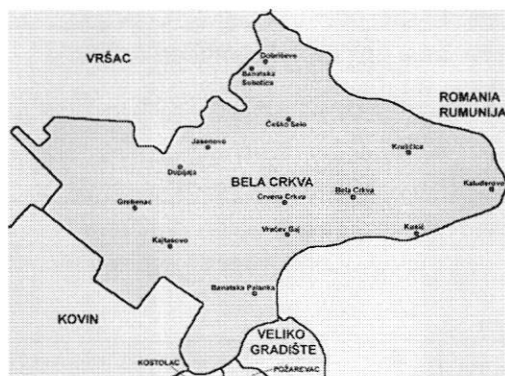 Dobričevo
VRŠAC
Banatska
Subotica
ROMANIA
RUMUNIJA
Češko Selo
Jasenovo
Kruščica
Dupljaja
BELA CRKVA
Kaluđerovo
Bela Crkva
Grebenac
Crvena Crkva
Vračev Gaj
Kusić
Kajtasovo
Banatska Palanka
KOVIN
VELIKO
GRADIŠTE
KOSTOLAC
POŽAREVAC